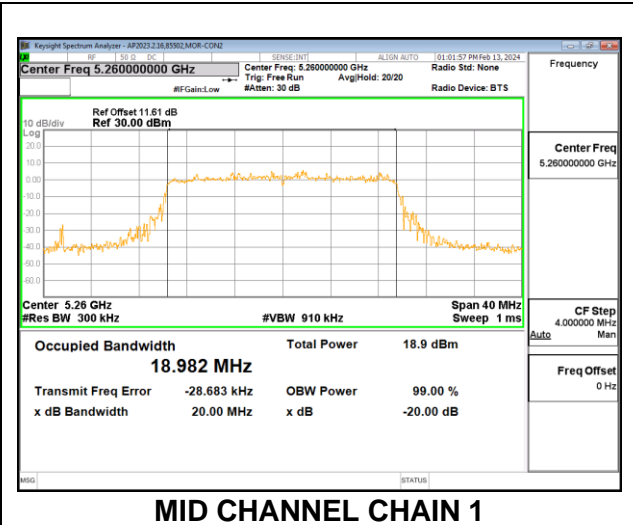 Keysight Spectrum Analyzer - AP2023.2.16,85502,MOR-CON2
RF 50 Ω DC SENSE:INT ALIGN AUTO 01:01:57 PM Feb 13, 2024
Center Freq 5.260000000 GHz
Center Freq: 5.260000000 GHz Radio Std: None
Trig: Free Run Avg|Hold: 20/20
#IFGain:Low #Atten: 30 dB Radio Device: BTS
Frequency
Ref Offset 11.61 dB
10 dB/div Ref 30.00 dBm
Log
20.0
10.0
0.00
-10.0
-20.0
-30.0
-40.0
-50.0
-60.0
Center 5.26 GHz Span 40 MHz
#Res BW 300 kHz #VBW 910 kHz Sweep 1 ms
Occupied Bandwidth Total Power 18.9 dBm
18.982 MHz
Transmit Freq Error -28.683 kHz OBW Power 99.00 %
x dB Bandwidth 20.00 MHz x dB -20.00 dB
Center Freq
5.260000000 GHz
CF Step
4.000000 MHz
Auto Man
Freq Offset
0 Hz
MSG STATUS
MID CHANNEL CHAIN 1